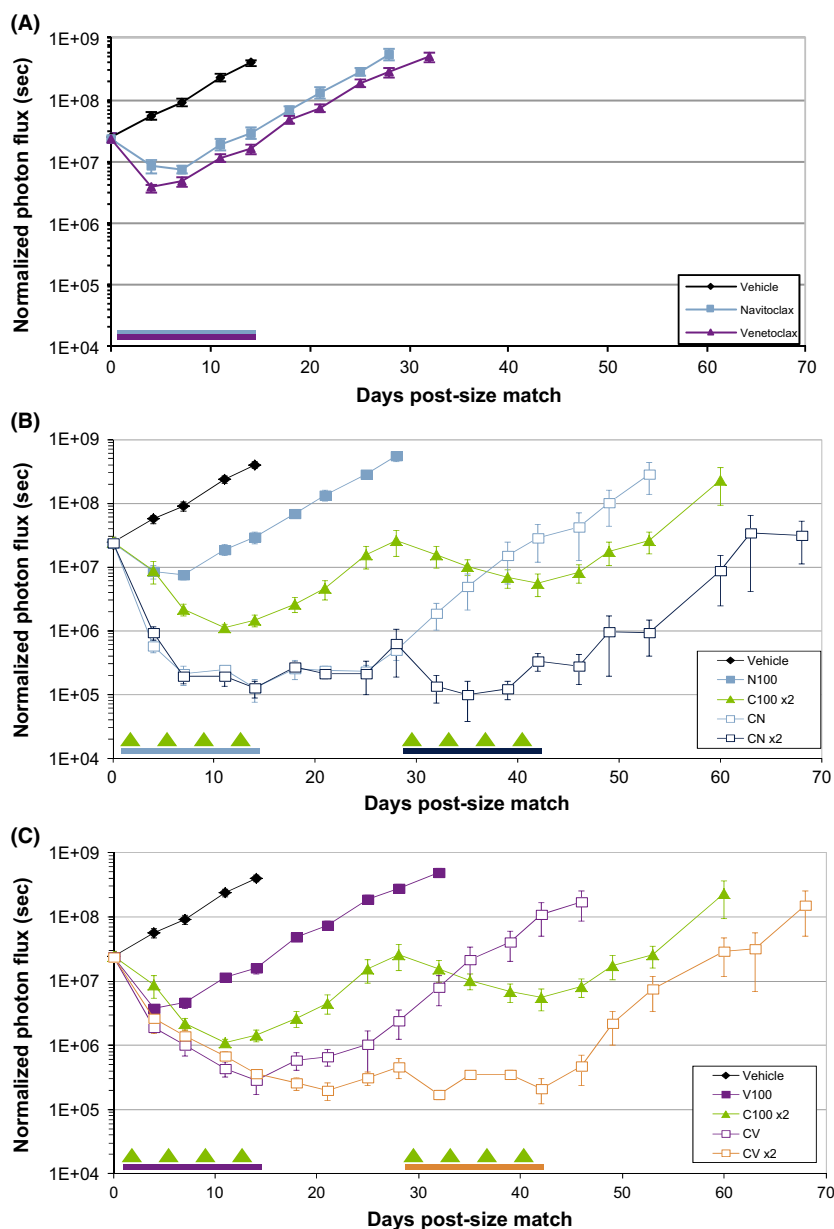 (A)
Normalized photon flux (sec)
1E+09
1E+08
1E+07
1E+06
1E+05
1E+04
Vehicle
Navitoclax
Venetoclax
0 10 20 30 40 50 60 70
Days post-size match
(B)
Normalized photon flux (sec)
1E+09
1E+08
1E+07
1E+06
1E+05
1E+04
Vehicle
N100
C100 x2
CN
CN x2
0 10 20 30 40 50 60 70
Days post-size match
(C)
Normalized photon flux (sec)
1E+09
1E+08
1E+07
1E+06
1E+05
1E+04
Vehicle
V100
C100 x2
CV
CV x2
0 10 20 30 40 50 60 70
Days post-size match